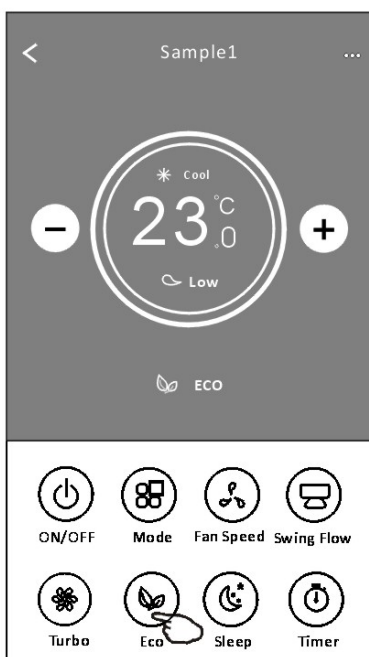 Sample1 ...
Cool
23.0°C
Low
ECO
ON/OFF Mode Fan Speed Swing Flow
Turbo Eco Sleep Timer